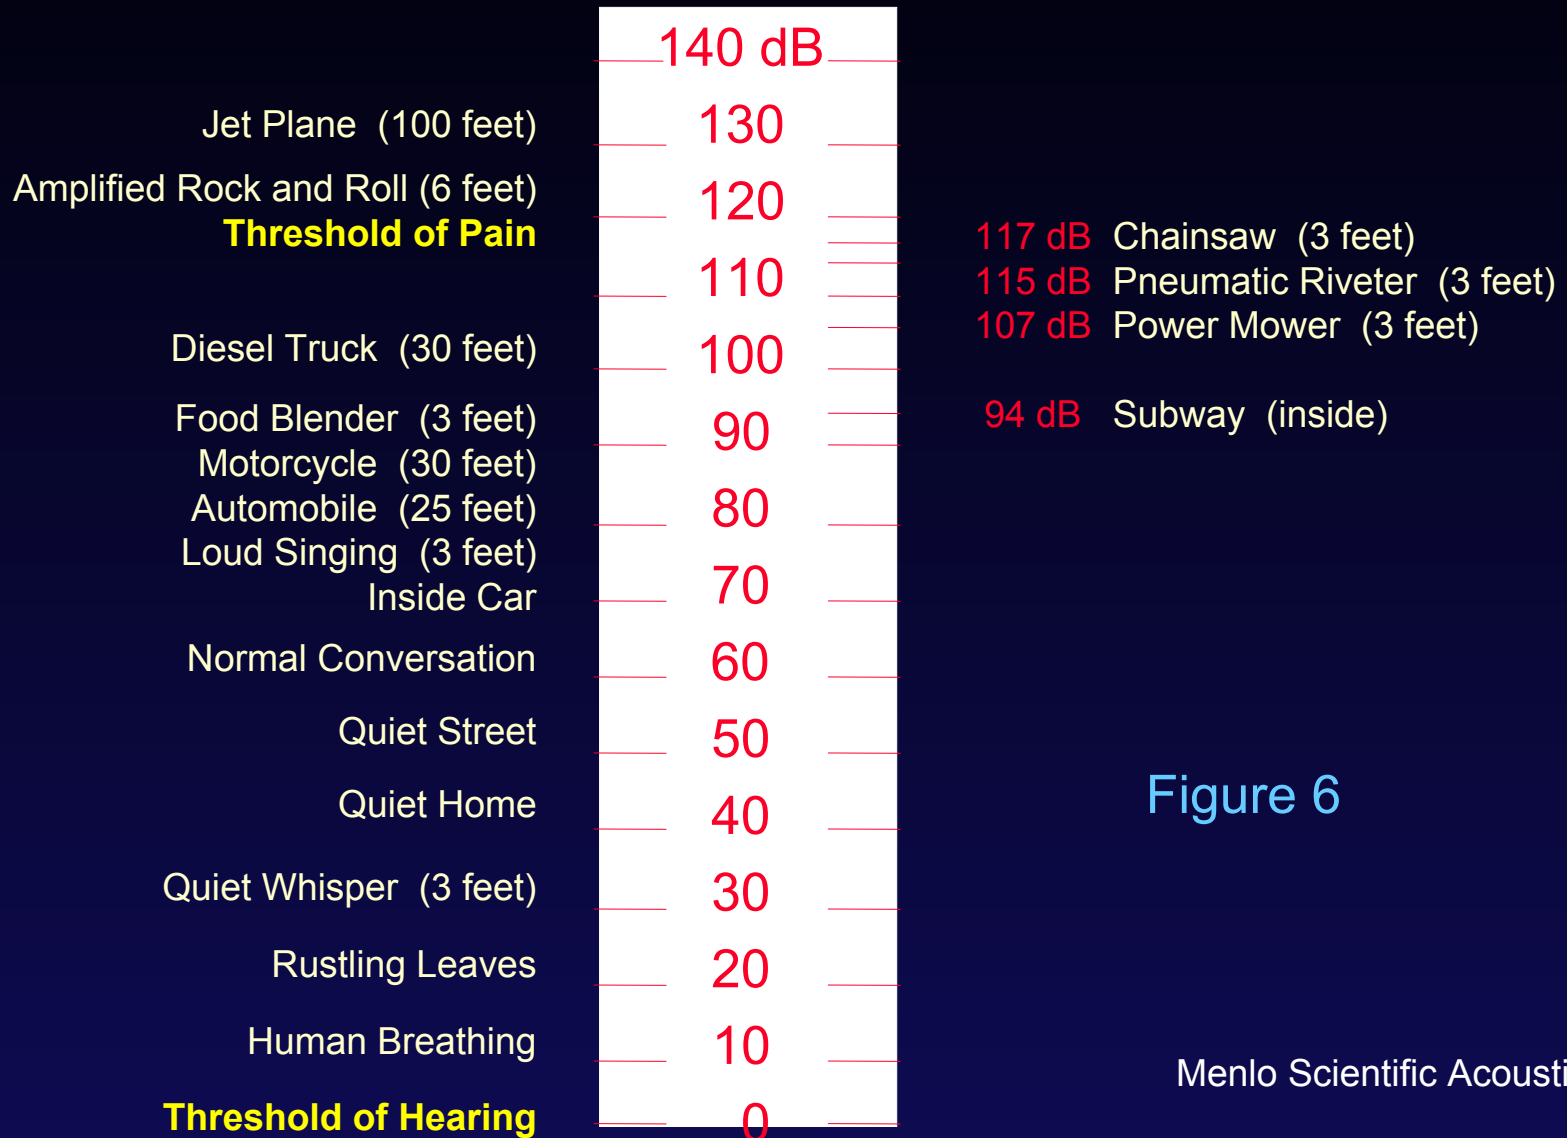 140 dB
Jet Plane (100 feet) 130
Amplified Rock and Roll (6 feet) 120
Threshold of Pain
117 dB Chainsaw (3 feet)
110
115 dB Pneumatic Riveter (3 feet)
107 dB Power Mower (3 feet)
Diesel Truck (30 feet) 100
Food Blender (3 feet) 90
94 dB Subway (inside)
Motorcycle (30 feet)
Automobile (25 feet) 80
Loud Singing (3 feet)
Inside Car 70
Normal Conversation 60
Quiet Street 50
Quiet Home 40
Figure 6
Quiet Whisper (3 feet) 30
Rustling Leaves 20
Human Breathing 10
Menlo Scientific Acousti
Threshold of Hearing 0